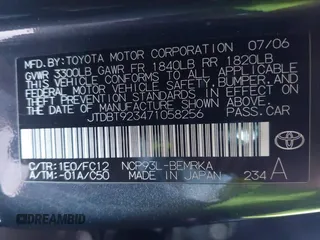 MFD. BY: TOYOTA MOTOR CORPORATION 07/06
GVWR 3300LB GAWR FR 1840LB RR 1820LB
THIS VEHICLE CONFORMS TO ALL APPLICABLE
FEDERAL MOTOR VEHICLE SAFETY, BUMPER, AND
THEFT PREVENTION STANDARDS IN EFFECT ON
THE DATE OF MANUFACTURE SHOWN ABOVE.
JTDBT923471058256 PASS.CAR
C/TR:1E0/FC12 NCP93L-BEMRKA
A/TM:-01A/C50 MADE IN JAPAN 234 A
TOYOTA
DREAMBID